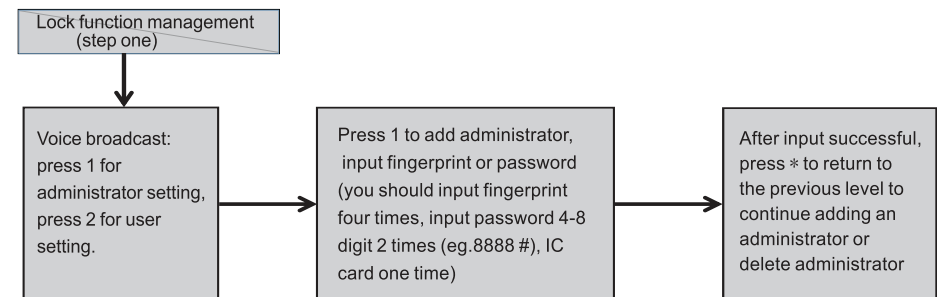 Lock function management
(step one)
Voice broadcast:
press 1 for
administrator setting,
press 2 for user
setting.
Press 1 to add administrator,
input fingerprint or password
(you should input fingerprint
four times, input password 4-8
digit 2 times (eg.8888 #), IC
card one time)
After input successful,
press * to return to
the previous level to
continue adding an
administrator or
delete administrator